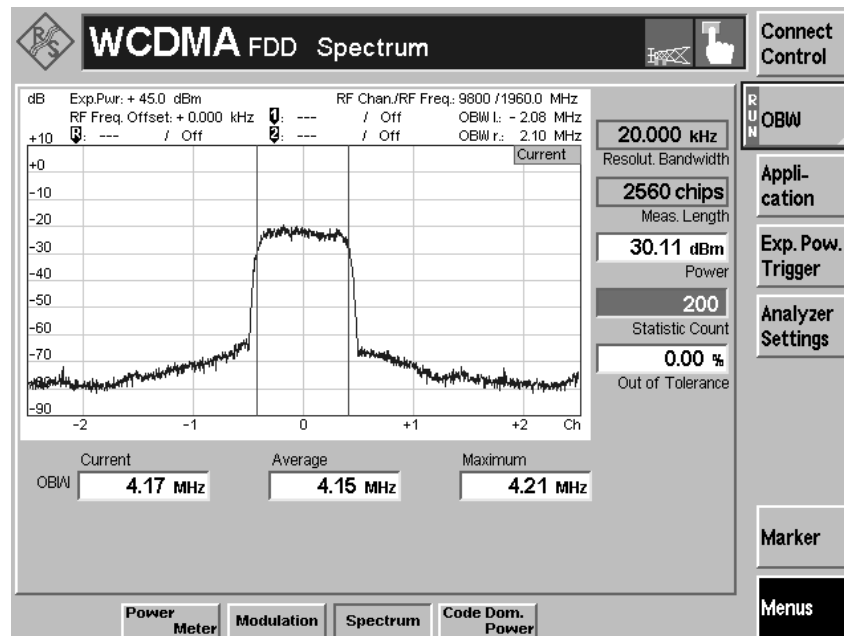 R S
WCDMA FDD Spectrum
Connect Control
dB Exp.Pwr: + 45.0 dBm RF Chan./RF Freq.: 9800 /1960.0 MHz
RF Freq. Offset: + 0.000 kHz 1: --- / Off OBW l.: - 2.08 MHz
+10 R: --- / Off 2: --- / Off OBW r.: 2.10 MHz
Current
+0
-10
-20
-30
-40
-50
-60
-70
-80
-90
-2 -1 0 +1 +2 Ch
20.000 kHz
Resolut. Bandwidth
2560 chips
Meas. Length
30.11 dBm
Power
200
Statistic Count
0.00 %
Out of Tolerance
Current Average Maximum
OBW 4.17 MHz 4.15 MHz 4.21 MHz
RUN
OBW
Appli-
cation
Exp. Pow.
Trigger
Analyzer
Settings
Marker
Menus
Power Meter
Modulation
Spectrum
Code Dom. Power